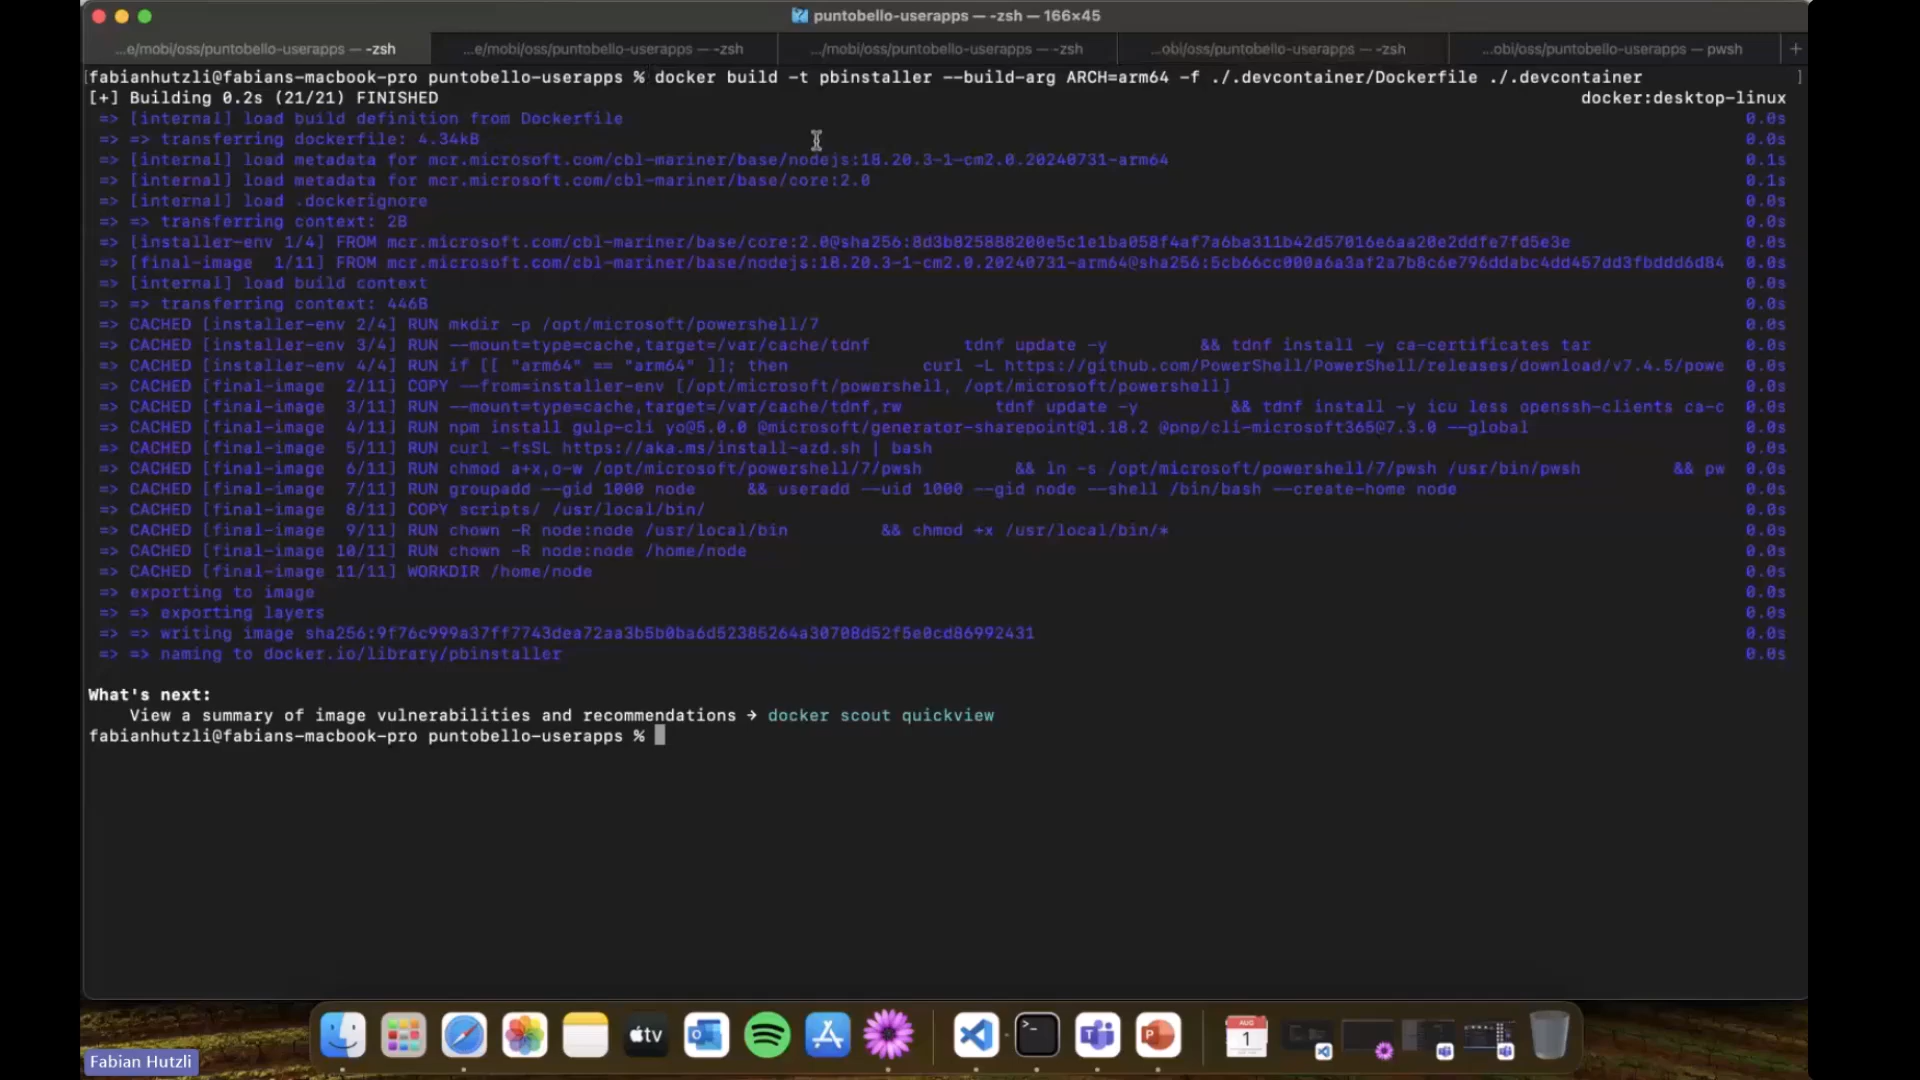 puntobello-userapps — -zsh — 166×45
...e/mobi/oss/puntobello-userapps — -zsh
...e/mobi/oss/puntobello-userapps — -zsh
.../mobi/oss/puntobello-userapps — -zsh
...obi/oss/puntobello-userapps — -zsh
...obi/oss/puntobello-userapps — pwsh
+
[fabianhutzli@fabians-macbook-pro puntobello-userapps % docker build -t pbinstaller --build-arg ARCH=arm64 -f ./.devcontainer/Dockerfile ./.devcontainer ]
[+] Building 0.2s (21/21) FINISHED docker:desktop-linux
=> [internal] load build definition from Dockerfile 0.0s
=> => transferring dockerfile: 4.34kB 0.0s
=> [internal] load metadata for mcr.microsoft.com/cbl-mariner/base/nodejs:18.20.3-1-cm2.0.20240731-arm64 0.1s
=> [internal] load metadata for mcr.microsoft.com/cbl-mariner/base/core:2.0 0.1s
=> [internal] load .dockerignore 0.0s
=> => transferring context: 2B 0.0s
=> [installer-env 1/4] FROM mcr.microsoft.com/cbl-mariner/base/core:2.0@sha256:8d3b825888200e5c1e1ba058f4af7a6ba311b42d57016e6aa20e2ddfe7fd5e3e 0.0s
=> [final-image 1/11] FROM mcr.microsoft.com/cbl-mariner/base/nodejs:18.20.3-1-cm2.0.20240731-arm64@sha256:5cb66cc000a6a3af2a7b8c6e796ddabc4dd457dd3fbddd6d84 0.0s
=> [internal] load build context 0.0s
=> => transferring context: 446B 0.0s
=> CACHED [installer-env 2/4] RUN mkdir -p /opt/microsoft/powershell/7 0.0s
=> CACHED [installer-env 3/4] RUN --mount=type=cache,target=/var/cache/tdnf tdnf update -y && tdnf install -y ca-certificates tar 0.0s
=> CACHED [installer-env 4/4] RUN if [[ "arm64" == "arm64" ]]; then curl -L https://github.com/PowerShell/PowerShell/releases/download/v7.4.5/powe 0.0s
=> CACHED [final-image 2/11] COPY --from=installer-env [/opt/microsoft/powershell, /opt/microsoft/powershell] 0.0s
=> CACHED [final-image 3/11] RUN --mount=type=cache,target=/var/cache/tdnf,rw tdnf update -y && tdnf install -y icu less openssh-clients ca-c 0.0s
=> CACHED [final-image 4/11] RUN npm install gulp-cli yo@5.0.0 @microsoft/generator-sharepoint@1.18.2 @pnp/cli-microsoft365@7.3.0 --global 0.0s
=> CACHED [final-image 5/11] RUN curl -fsSL https://aka.ms/install-azd.sh | bash 0.0s
=> CACHED [final-image 6/11] RUN chmod a+x,o-w /opt/microsoft/powershell/7/pwsh && ln -s /opt/microsoft/powershell/7/pwsh /usr/bin/pwsh && pw 0.0s
=> CACHED [final-image 7/11] RUN groupadd --gid 1000 node && useradd --uid 1000 --gid node --shell /bin/bash --create-home node 0.0s
=> CACHED [final-image 8/11] COPY scripts/ /usr/local/bin/ 0.0s
=> CACHED [final-image 9/11] RUN chown -R node:node /usr/local/bin && chmod +x /usr/local/bin/* 0.0s
=> CACHED [final-image 10/11] RUN chown -R node:node /home/node 0.0s
=> CACHED [final-image 11/11] WORKDIR /home/node 0.0s
=> exporting to image 0.0s
=> => exporting layers 0.0s
=> => writing image sha256:9f76c999a37ff7743dea72aa3b5b0ba6d52385264a30708d52f5e0cd86992431 0.0s
=> => naming to docker.io/library/pbinstaller 0.0s
What's next:
View a summary of image vulnerabilities and recommendations → docker scout quickview
fabianhutzli@fabians-macbook-pro puntobello-userapps %
tv
AUG
1
Fabian Hutzli